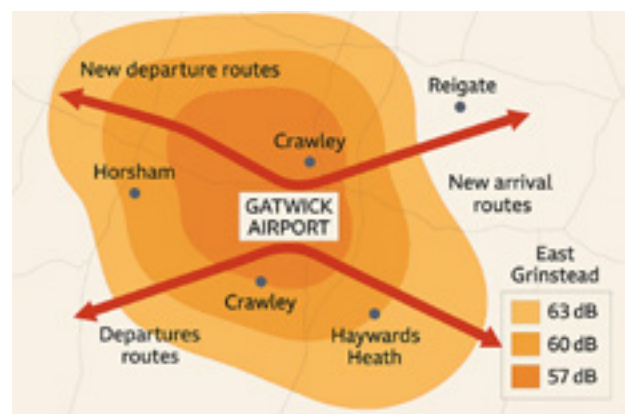 New departure routes
Reigate
Crawley
Horsham
New arrival
routes
GATWICK
AIRPORT
East
Grinstead
Crawley
63 dB
Departures
routes
Haywards
Heath
60 dB
57 dB